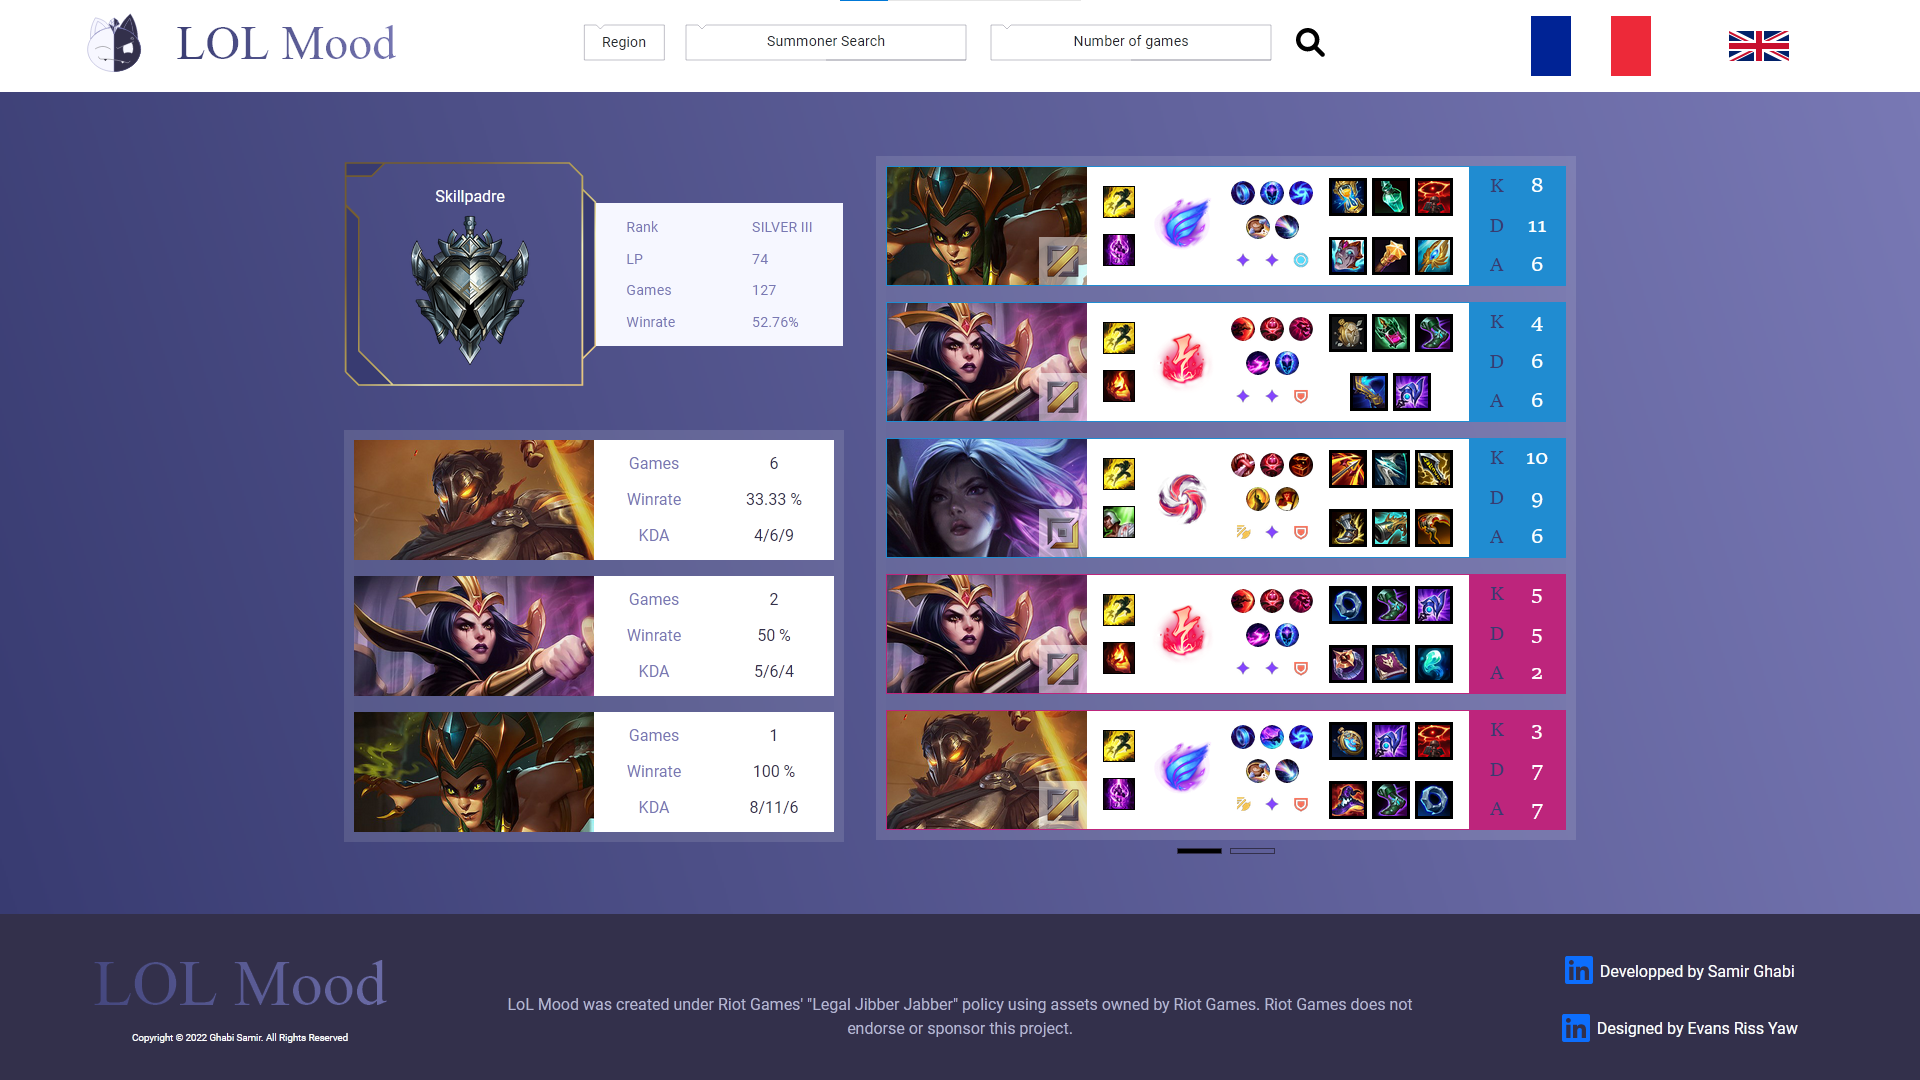 LOL Mood
Region
Summoner Search
Number of games
Skillpadre
Rank SILVER III
LP 74
Games 127
Winrate 52.76%
Games 6
Winrate 33.33 %
KDA 4/6/9
Games 2
Winrate 50 %
KDA 5/6/4
Games 1
Winrate 100 %
KDA 8/11/6
K 8
D 11
A 6
K 4
D 6
A 6
K 10
D 9
A 6
K 5
D 5
A 2
K 3
D 7
A 7
LOL Mood
Copyright © 2022 Ghabi Samir. All Rights Reserved
LoL Mood was created under Riot Games' "Legal Jibber Jabber" policy using assets owned by Riot Games. Riot Games does not
endorse or sponsor this project.
in Developped by Samir Ghabi
in Designed by Evans Riss Yaw